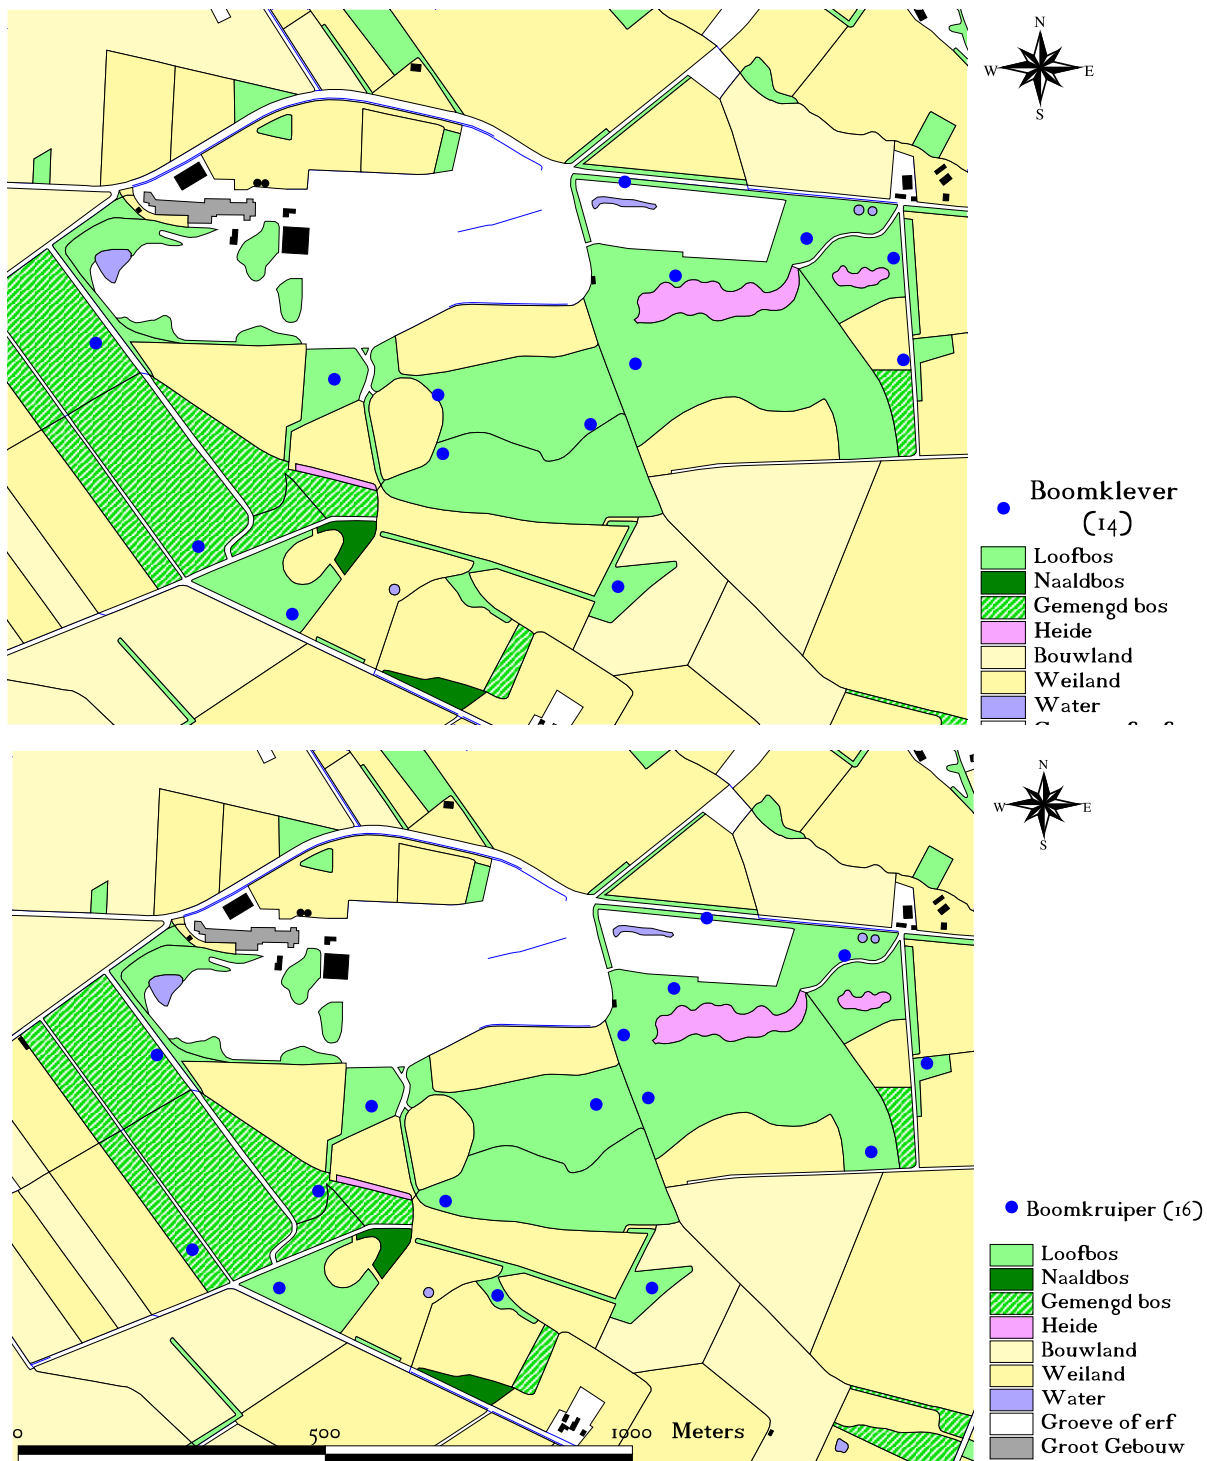 N
W E
S
Boomklever
(14)
Loofbos
Naaldbos
Gemengd bos
Heide
Bouwland
Weiland
Water
N
W E
S
Boomkruiper (16)
Loofbos
Naaldbos
Gemengd bos
Heide
Bouwland
Weiland
Water
Groeve of erf
Groot Gebouw
0 500 1000 Meters